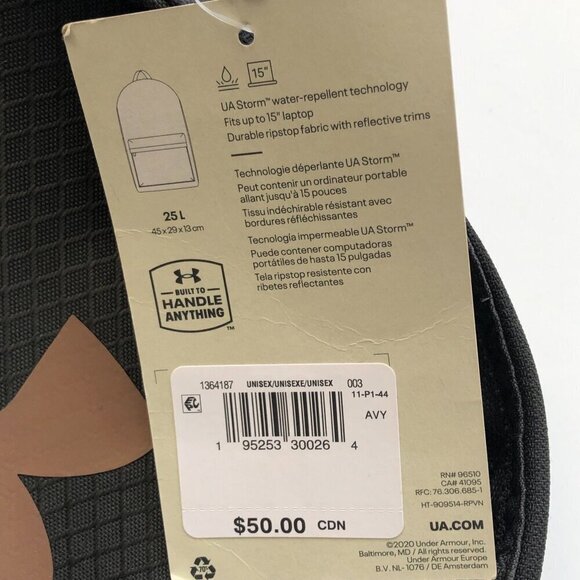 15"
UA Storm™ water-repellent technology
Fits up to 15" laptop
Durable ripstop fabric with reflective trims
Technologie déperlante UA Storm™
Peut contenir un ordinateur portable
allant jusqu'à 15 pouces
Tissu indéchirable résistant avec
bordures réfléchissantes
Tecnología impermeable UA Storm™
Puede contener computadoras
portátiles de hasta 15 pulgadas
Tela ripstop resistente con
ribetes reflectantes
25 L
45 x 29 x 13 cm
BUILT TO
HANDLE
ANYTHING
™
1364187 UNISEX/UNISEXE/UNISEX 003
11-P1-44
AVY
1 95253 30026 4
$50.00 CDN
RN# 96510
CA# 41095
RFC: 76.306.685-1
HT-909514-RPVN
UA.COM
©2020 Under Armour, Inc.
Baltimore, MD / All rights reserved.
Under Armour Europe
B.V. NL- 1076 / DE Amsterdam
70%